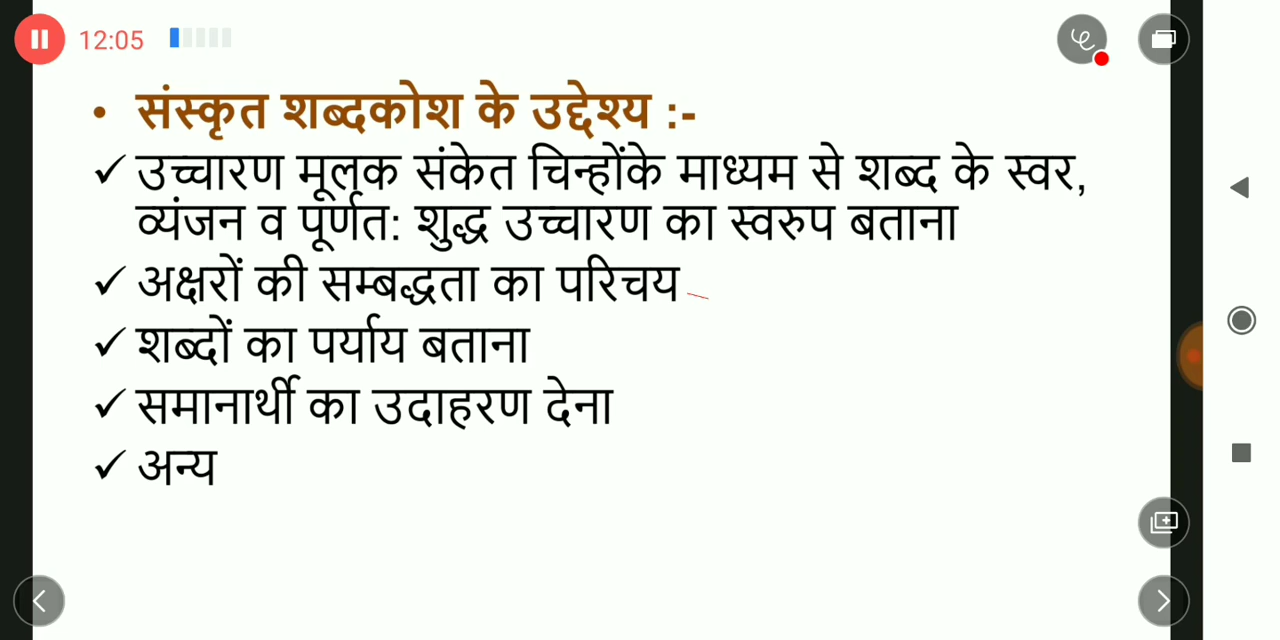 12:05
• संस्कृत शब्दकोश के उद्देश्य :-
✓ उच्चारण मूलक संकेत चिन्होंके माध्यम से शब्द के स्वर,
व्यंजन व पूर्णत: शुद्ध उच्चारण का स्वरुप बताना
✓ अक्षरों की सम्बद्धता का परिचय
✓ शब्दों का पर्याय बताना
✓ समानार्थी का उदाहरण देना
✓ अन्य